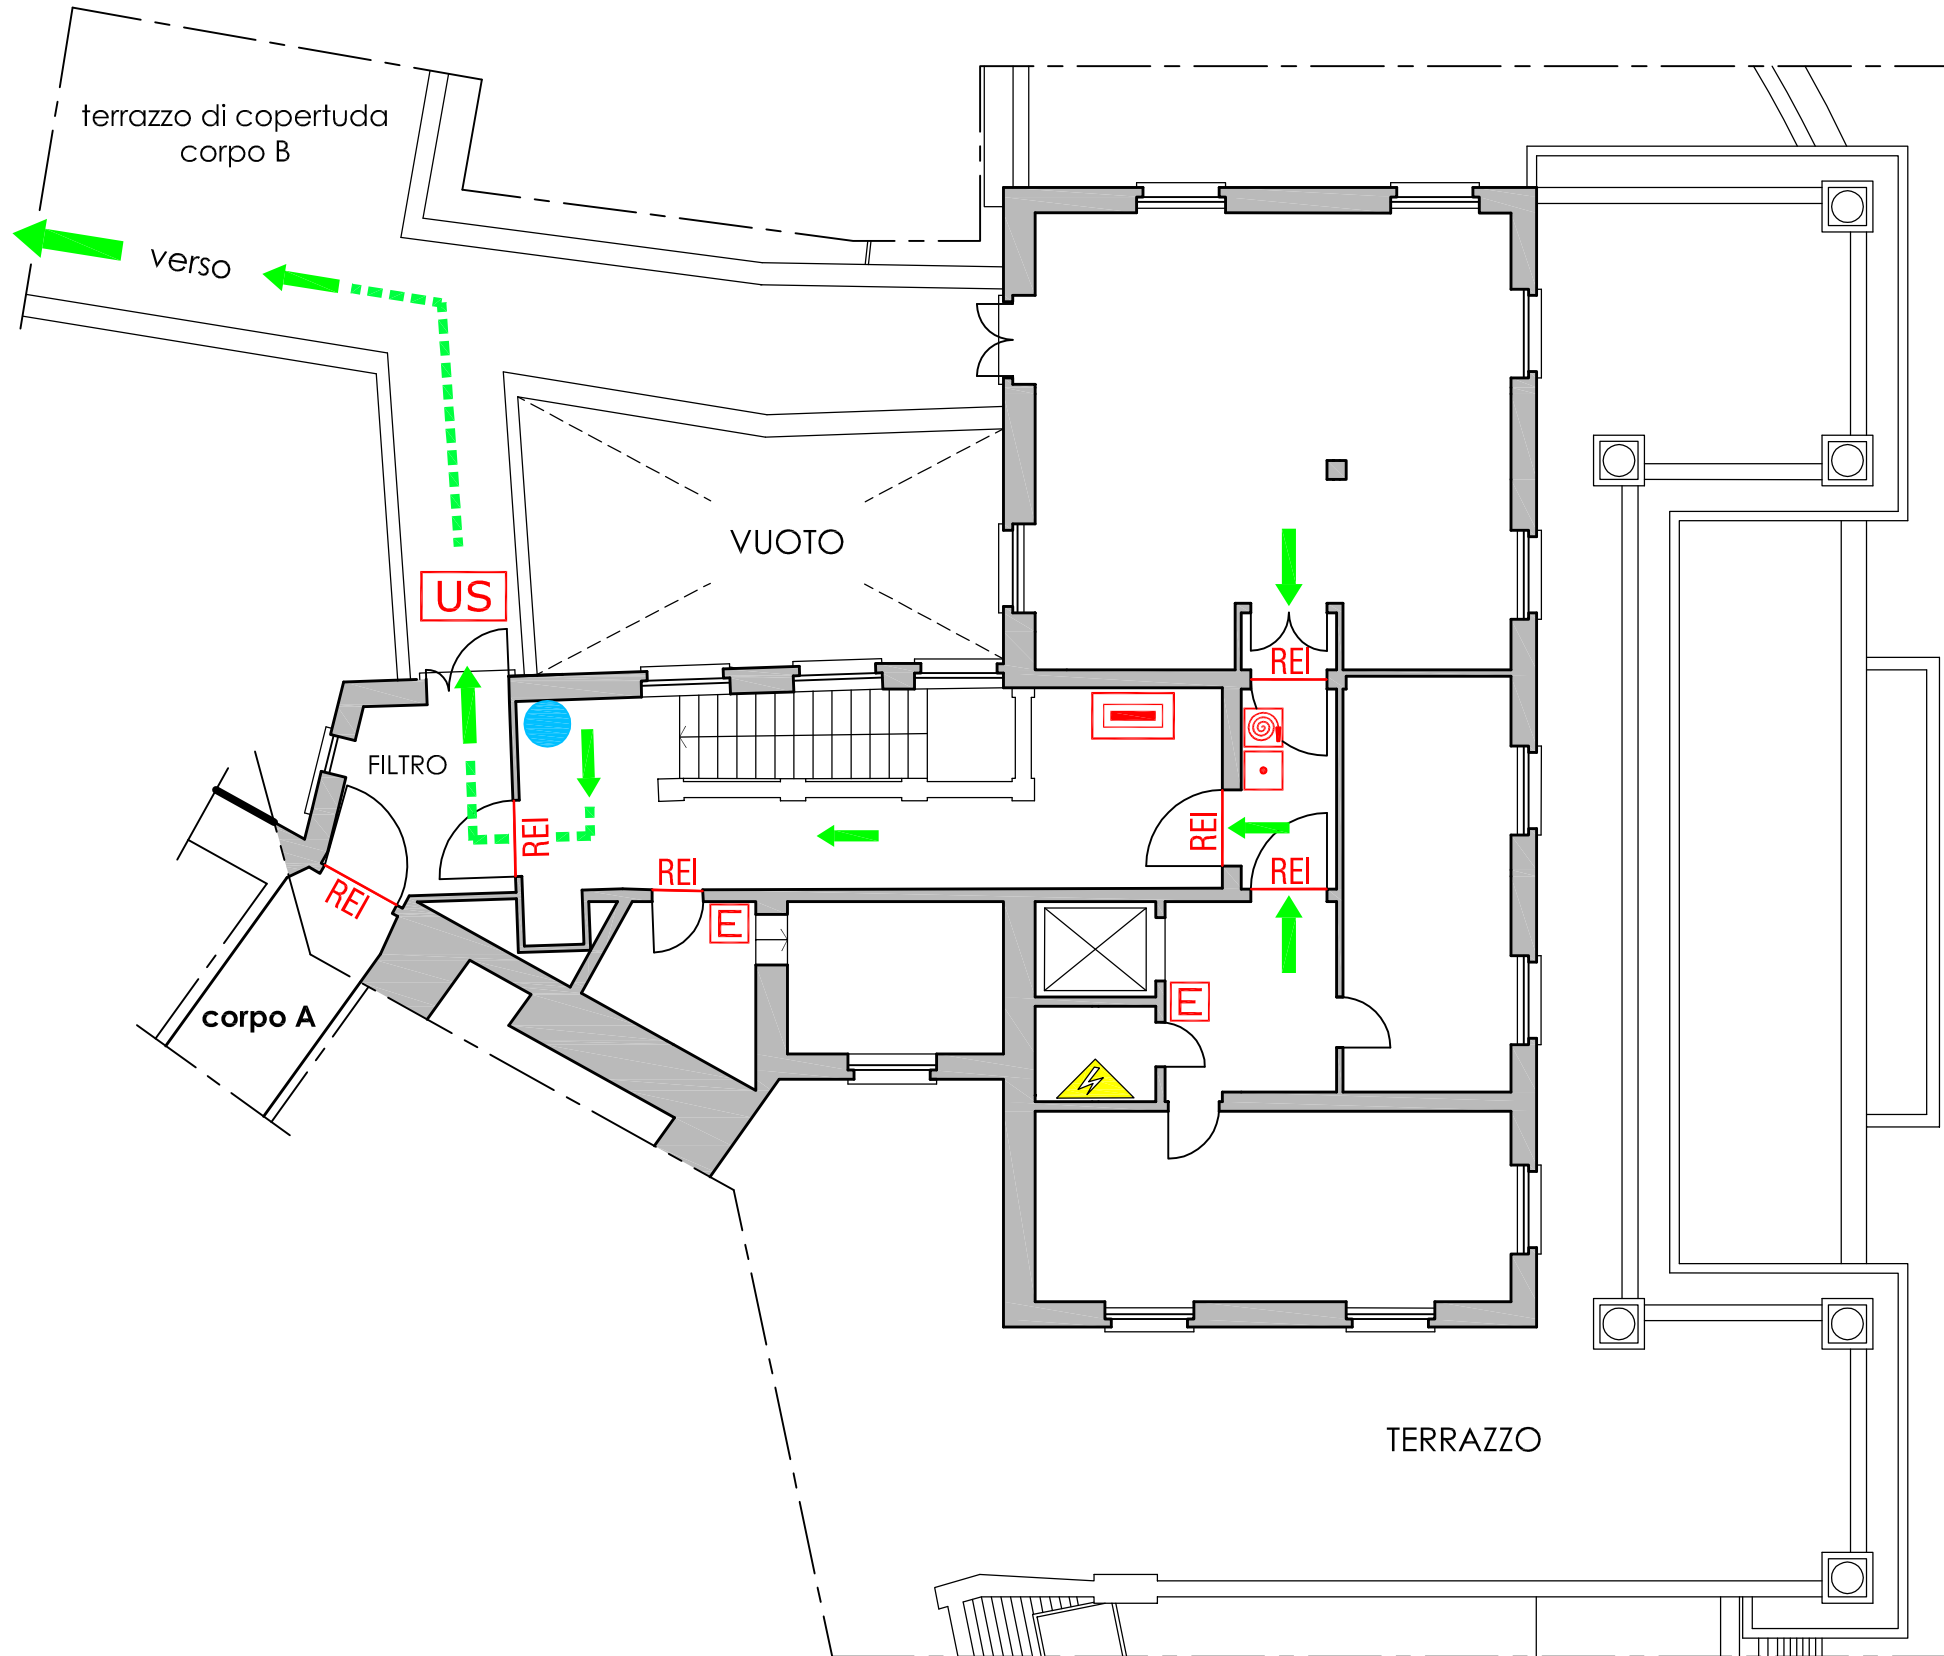 terrazzo di copertuda
corpo B
verso
US
VUOTO
REI
FILTRO
REI
REI
REI
REI
REI
E
E
corpo A
TERRAZZO